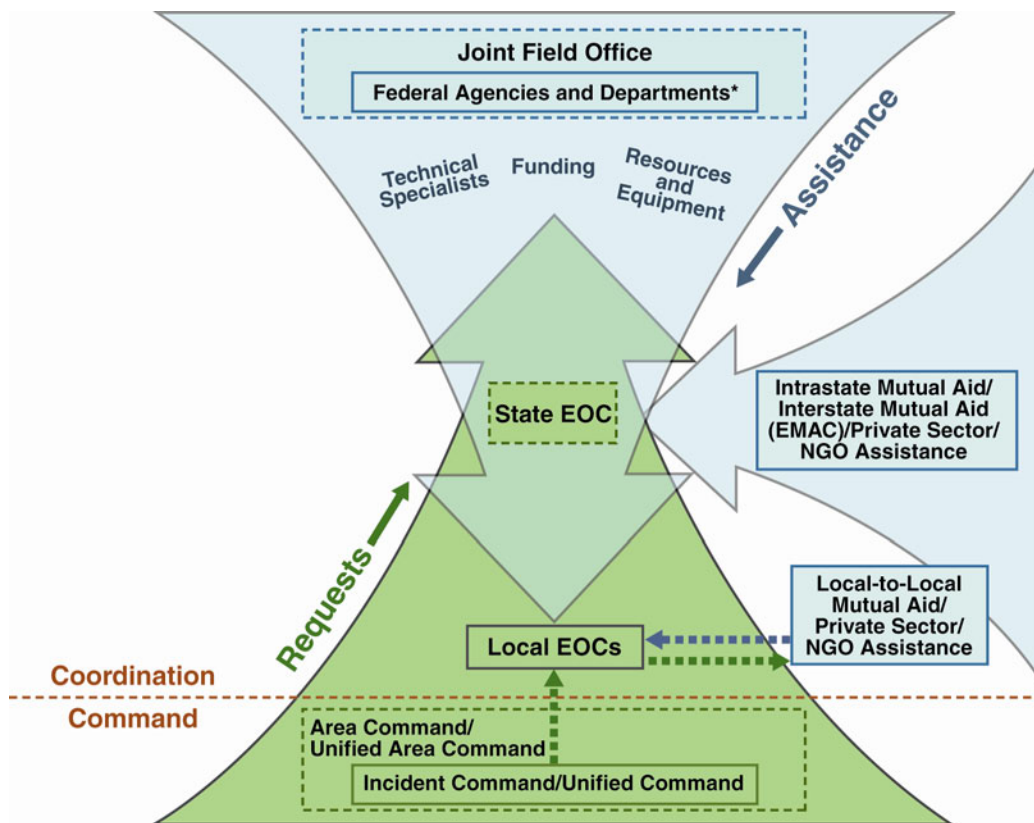 Joint Field Office
Federal Agencies and Departments*
Technical
Specialists
Funding
Resources
and
Equipment
Assistance
State EOC
Intrastate Mutual Aid/
Interstate Mutual Aid
(EMAC)/Private Sector/
NGO Assistance
Requests
Local-to-Local
Mutual Aid/
Private Sector/
NGO Assistance
Local EOCs
Coordination
Command
Area Command/
Unified Area Command
Incident Command/Unified Command